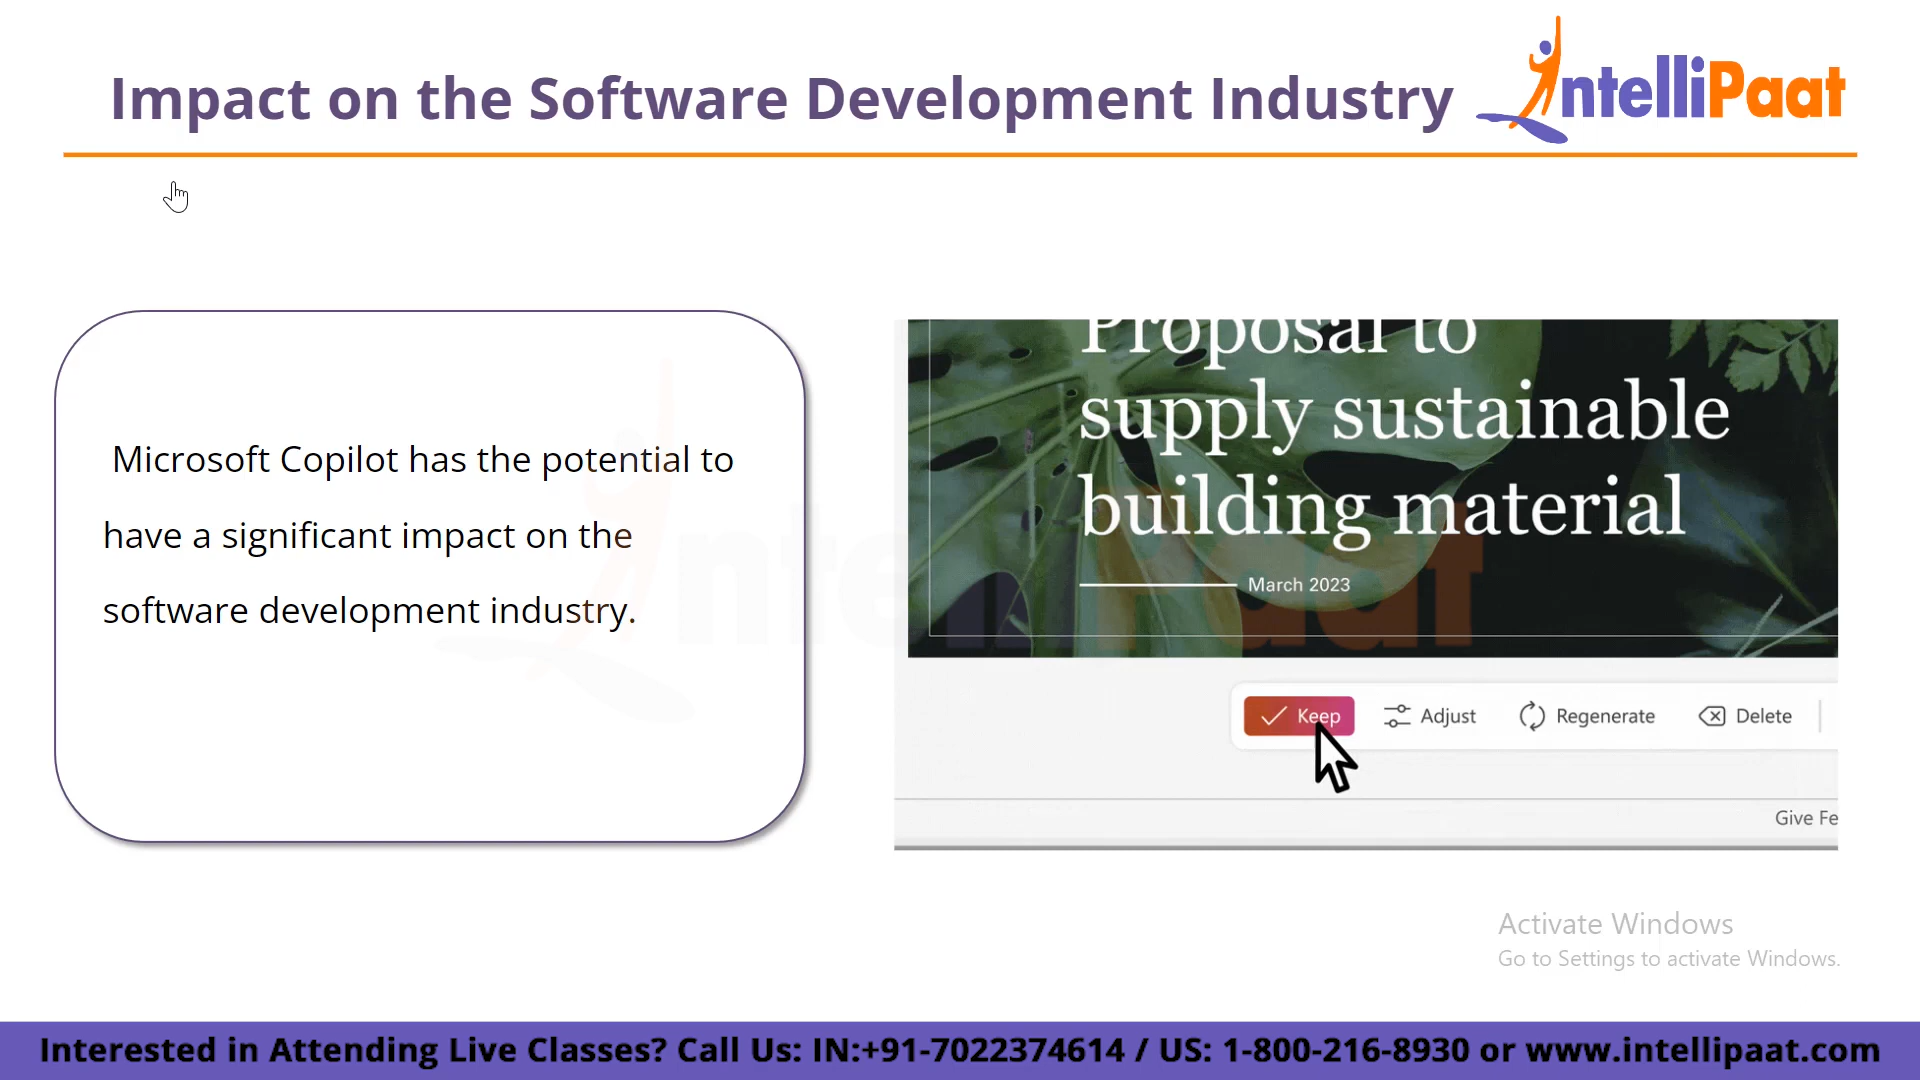 Impact on the Software Development Industry
IntelliPaat
Microsoft Copilot has the potential to
have a significant impact on the
software development industry.
Proposal to
supply sustainable
building material
March 2023
Keep Adjust Regenerate Delete
Give Fe
Activate Windows
Go to Settings to activate Windows.
Interested in Attending Live Classes? Call Us: IN:+91-7022374614 / US: 1-800-216-8930 or www.intellipaat.com